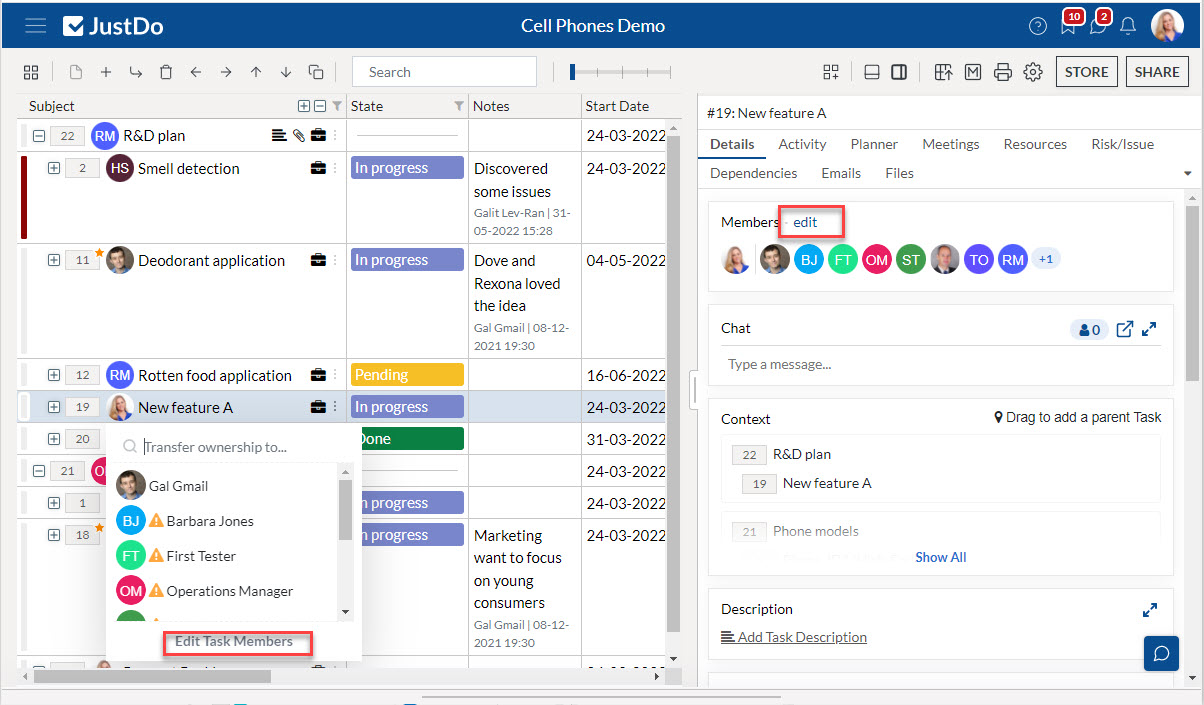 JustDo
Cell Phones Demo
10
2
Search
STORE
SHARE
Subject
State
Notes
Start Date
22
RM
R&D plan
24-03-2022
2
HS
Smell detection
In progress
Discovered
some issues
Galit Lev-Ran | 31-
05-2022 15:28
24-03-2022
11
Deodorant application
In progress
Dove and
Rexona loved
the idea
Gal Gmail | 08-12-
2021 19:30
04-05-2022
12
RM
Rotten food application
Pending
16-06-2022
19
New feature A
In progress
24-03-2022
20
Done
31-03-2022
21
24-03-2022
1
In progress
24-03-2022
18
In progress
Marketing
want to focus
on young
consumers
Gal Gmail | 08-12-
2021 19:30
24-03-2022
Transfer ownership to...
Gal Gmail
BJ
Barbara Jones
FT
First Tester
OM
Operations Manager
Edit Task Members
#19: New feature A
Details
Activity
Planner
Meetings
Resources
Risk/Issue
Dependencies
Emails
Files
Members
edit
BJ
FT
OM
ST
TO
RM
+1
Chat
0
Type a message...
Context
Drag to add a parent Task
22
R&D plan
19
New feature A
21
Phone models
Show All
Description
Add Task Description